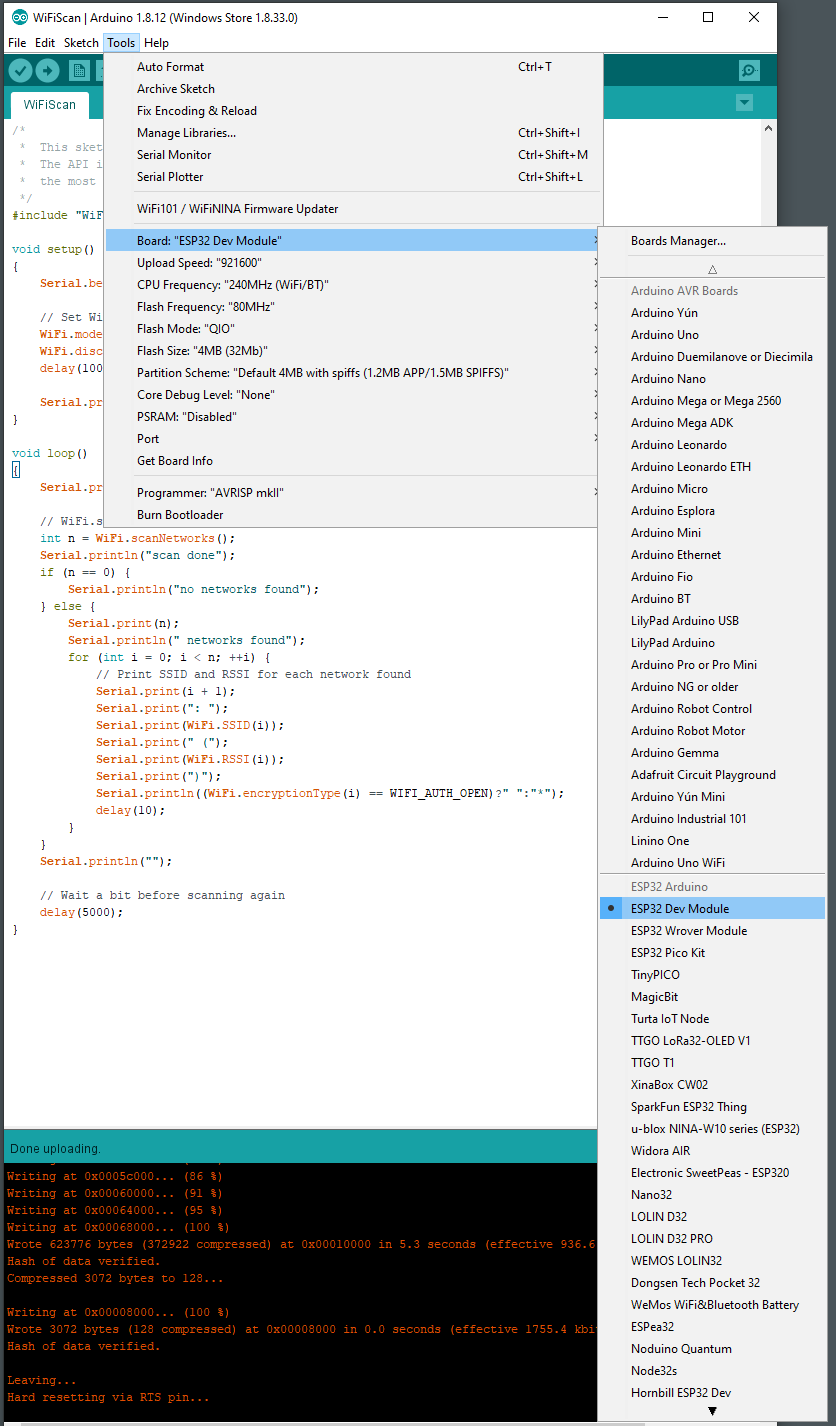 WiFiScan | Arduino 1.8.12 (Windows Store 1.8.33.0)
File Edit Sketch Tools Help
WiFiScan
Auto Format Ctrl+T
Archive Sketch
Fix Encoding & Reload
Manage Libraries... Ctrl+Shift+I
Serial Monitor Ctrl+Shift+M
Serial Plotter Ctrl+Shift+L
WiFi101 / WiFiNINA Firmware Updater
Board: "ESP32 Dev Module"
Upload Speed: "921600"
CPU Frequency: "240MHz (WiFi/BT)"
Flash Frequency: "80MHz"
Flash Mode: "QIO"
Flash Size: "4MB (32Mb)"
Partition Scheme: "Default 4MB with spiffs (1.2MB APP/1.5MB SPIFFS)"
Core Debug Level: "None"
PSRAM: "Disabled"
Port
Get Board Info
Programmer: "AVRISP mkII"
Burn Bootloader
Boards Manager...
Arduino AVR Boards
Arduino Yún
Arduino Uno
Arduino Duemilanove or Diecimila
Arduino Nano
Arduino Mega or Mega 2560
Arduino Mega ADK
Arduino Leonardo
Arduino Leonardo ETH
Arduino Micro
Arduino Esplora
Arduino Mini
Arduino Ethernet
Arduino Fio
Arduino BT
LilyPad Arduino USB
LilyPad Arduino
Arduino Pro or Pro Mini
Arduino NG or older
Arduino Robot Control
Arduino Robot Motor
Arduino Gemma
Adafruit Circuit Playground
Arduino Yún Mini
Arduino Industrial 101
Linino One
Arduino Uno WiFi
ESP32 Arduino
ESP32 Dev Module
ESP32 Wrover Module
ESP32 Pico Kit
TinyPICO
MagicBit
Turta IoT Node
TTGO LoRa32-OLED V1
TTGO T1
XinaBox CW02
SparkFun ESP32 Thing
u-blox NINA-W10 series (ESP32)
Widora AIR
Electronic SweetPeas - ESP320
Nano32
LOLIN D32
LOLIN D32 PRO
WEMOS LOLIN32
Dongsen Tech Pocket 32
WeMos WiFi&Bluetooth Battery
ESPea32
Noduino Quantum
Node32s
Hornbill ESP32 Dev
/*
* This sket
* The API i
* the most
*/
#include "WiF
void setup()
{
Serial.be
// Set Wi
WiFi.mode
WiFi.disc
delay(100
Serial.pr
}
void loop()
{
Serial.pr
// WiFi.s
int n = WiFi.scanNetworks();
Serial.println("scan done");
if (n == 0) {
Serial.println("no networks found");
} else {
Serial.print(n);
Serial.println(" networks found");
for (int i = 0; i < n; ++i) {
// Print SSID and RSSI for each network found
Serial.print(i + 1);
Serial.print(": ");
Serial.print(WiFi.SSID(i));
Serial.print(" (");
Serial.print(WiFi.RSSI(i));
Serial.print(")");
Serial.println((WiFi.encryptionType(i) == WIFI_AUTH_OPEN)?" ":"*");
delay(10);
}
}
Serial.println("");
// Wait a bit before scanning again
delay(5000);
}
Done uploading.
Writing at 0x0005c000... (86 %)
Writing at 0x00060000... (91 %)
Writing at 0x00064000... (95 %)
Writing at 0x00068000... (100 %)
Wrote 623776 bytes (372922 compressed) at 0x00010000 in 5.3 seconds (effective 936.6
Hash of data verified.
Compressed 3072 bytes to 128...
Writing at 0x00008000... (100 %)
Wrote 3072 bytes (128 compressed) at 0x00008000 in 0.0 seconds (effective 1755.4 kbi
Hash of data verified.
Leaving...
Hard resetting via RTS pin...